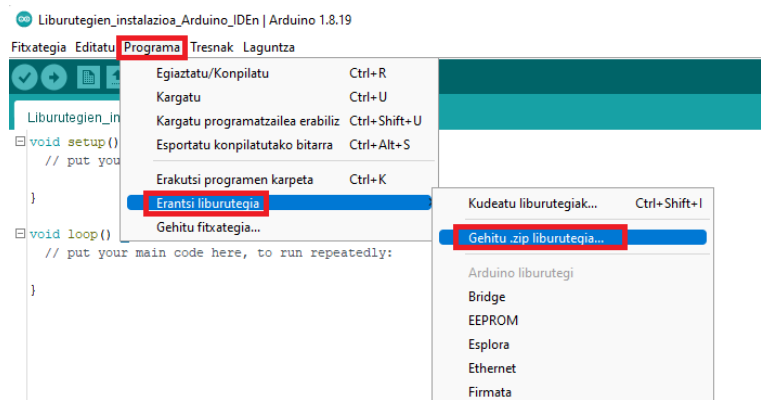 Liburutegien_instalazioa_Arduino_IDEn | Arduino 1.8.19
Fitxategia Editatu Programa Tresnak Laguntza
Egiaztatu/Konpilatu Ctrl+R
Kargatu Ctrl+U
Kargatu programatzailea erabiliz Ctrl+Shift+U
Esportatu konpilatutako bitarra Ctrl+Alt+S
Erakutsi programen karpeta Ctrl+K
Erantsi liburutegia
Gehitu fitxategia...
Kudeatu liburutegiak... Ctrl+Shift+I
Gehitu .zip liburutegia...
Arduino liburutegi
Bridge
EEPROM
Esplora
Ethernet
Firmata
Liburutegien_in
void setup()
// put you
}
void loop()
// put your main code here, to run repeatedly:
}